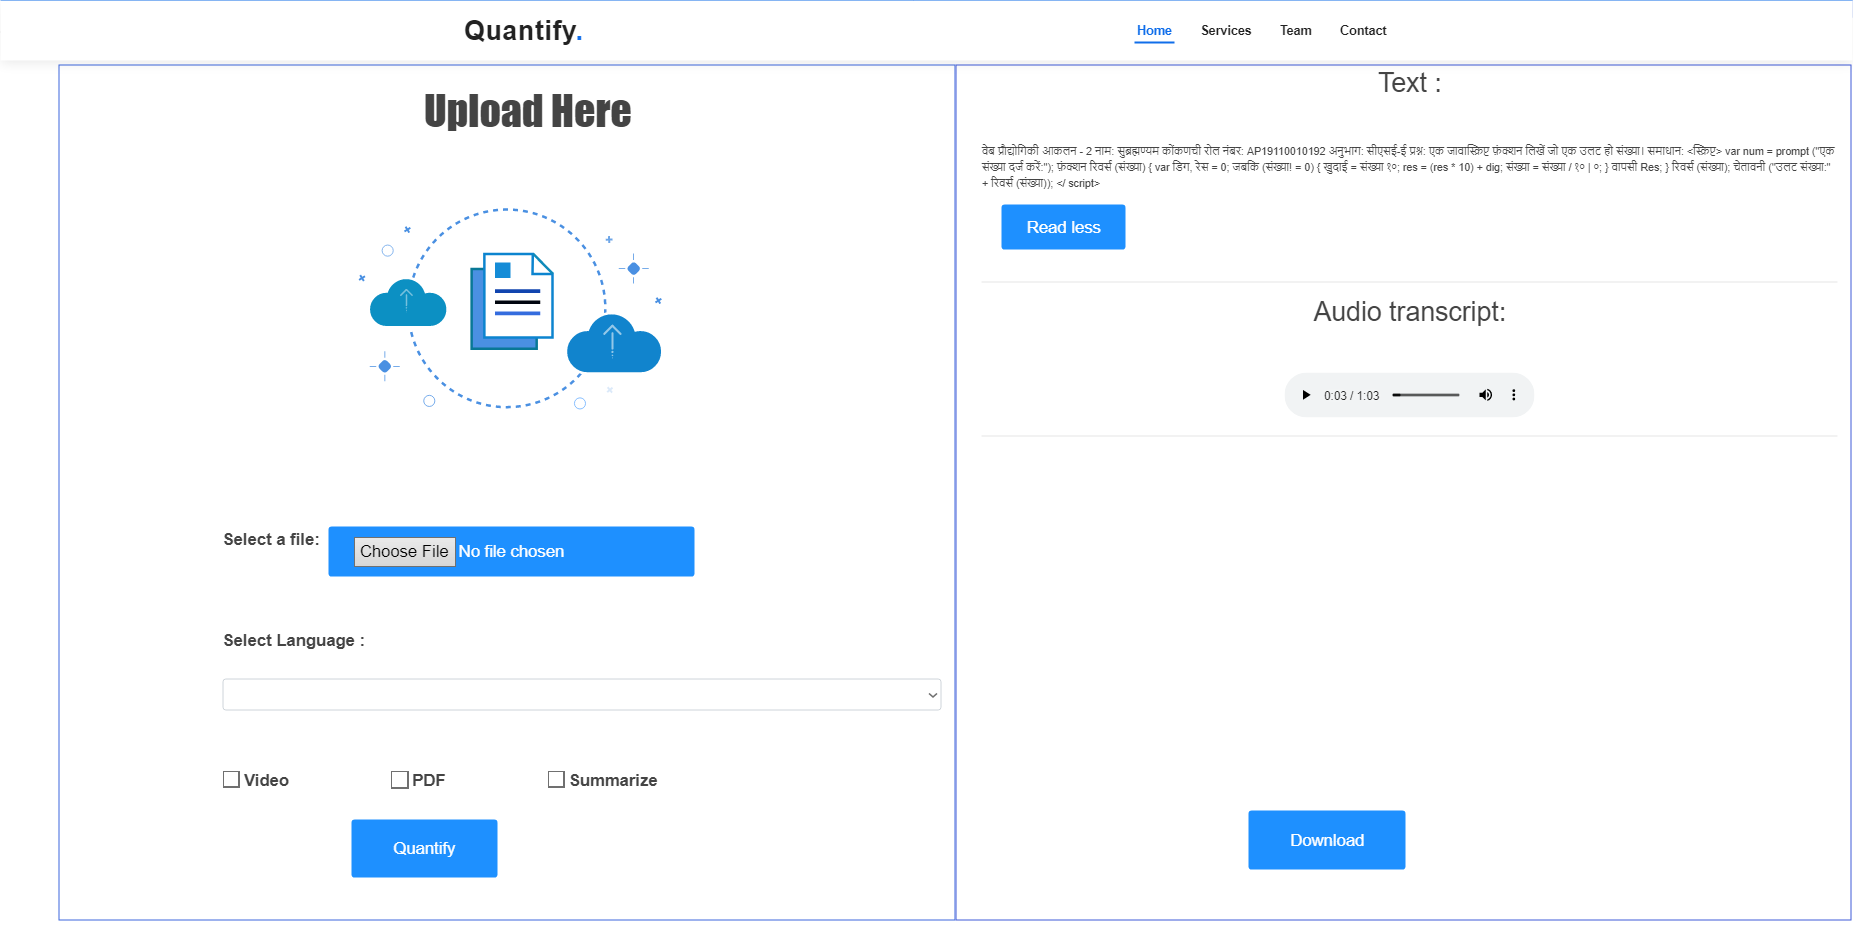 Quantify.
Home Services Team Contact
Upload Here
Select a file: Choose File No file chosen
Select Language :
Video PDF Summarize
Quantify
Text :
वेब प्रौद्योगिकी आकलन - 2 नाम: सुब्रह्मण्यम कोंकणची रोल नंबर: AP19110010192 अनुभाग: सीएसई-ई प्रश्न: एक जावास्क्रिप्ट फ़ंक्शन लिखें जो एक उलट हो संख्या। समाधान: <स्क्रिप्ट> var num = prompt ("एक
संख्या दर्ज करें:"); फ़ंक्शन रिवर्स (संख्या) { var डिग, रेस = 0; जबकि (संख्या! = 0) { खुदाई = संख्या १०; res = (res * 10) + dig; संख्या = संख्या / १० | ०; } वापसी Res; } रिवर्स (संख्या); चेतावनी ("उलट संख्या:"
+ रिवर्स (संख्या)); </ script>
Read less
Audio transcript:
0:03 / 1:03
Download